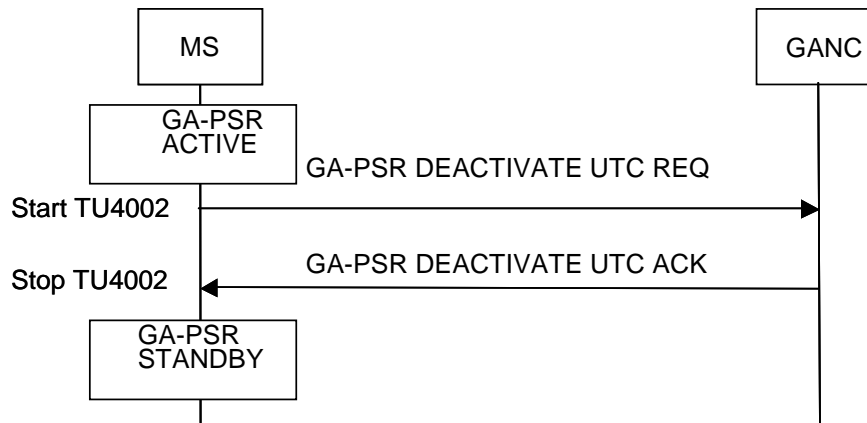 MS
GANC
GA-PSR
ACTIVE
GA-PSR DEACTIVATE UTC REQ
Start TU4002
GA-PSR DEACTIVATE UTC ACK
Stop TU4002
GA-PSR
STANDBY